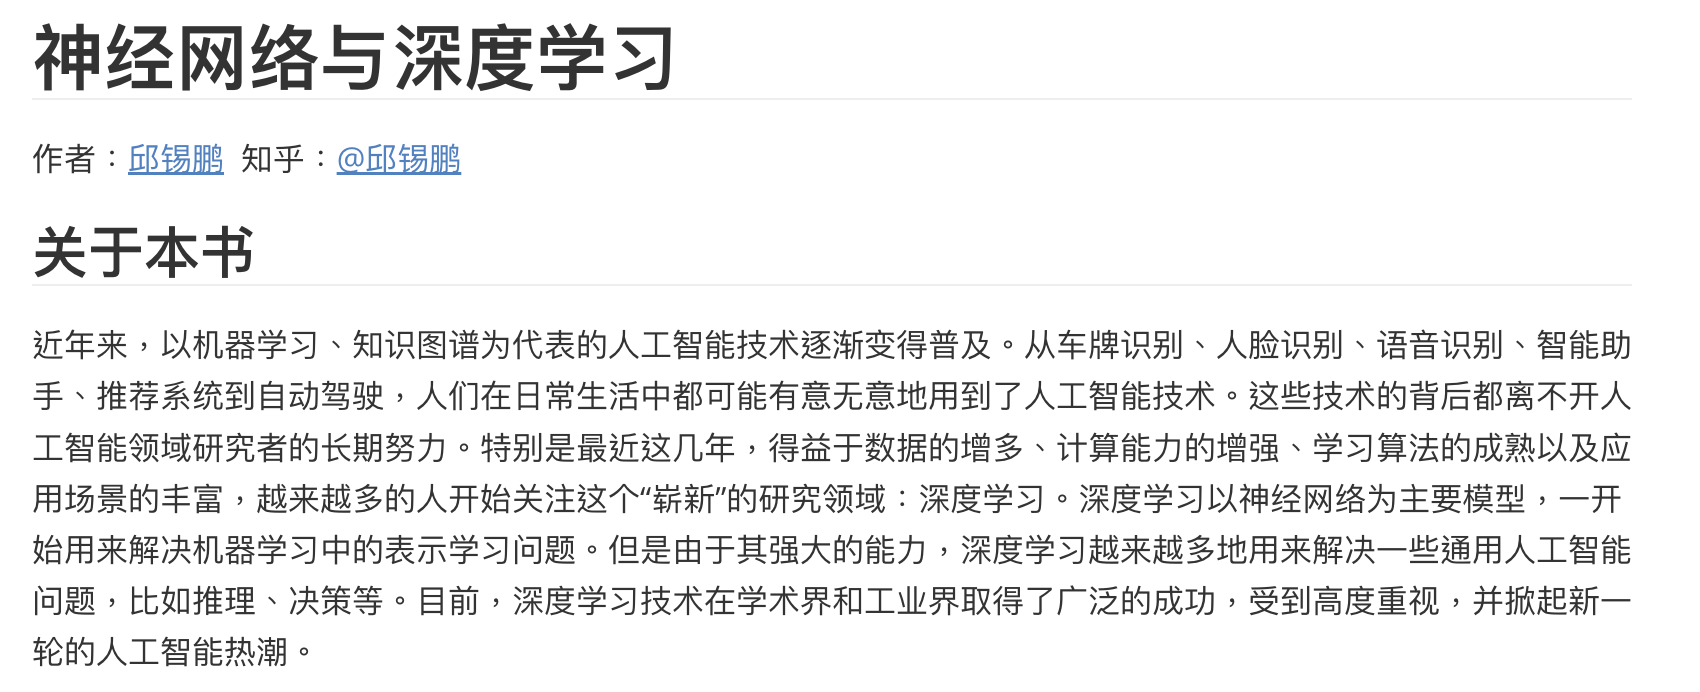 神经网络与深度学习
作者：邱锡鹏 知乎：@邱锡鹏
关于本书
近年来，以机器学习、知识图谱为代表的人工智能技术逐渐变得普及。从车牌识别、人脸识别、语音识别、智能助
手、推荐系统到自动驾驶，人们在日常生活中都可能有意无意地用到了人工智能技术。这些技术的背后都离不开人
工智能领域研究者的长期努力。特别是最近这几年，得益于数据的增多、计算能力的增强、学习算法的成熟以及应
用场景的丰富，越来越多的人开始关注这个“崭新”的研究领域：深度学习。深度学习以神经网络为主要模型，一开
始用来解决机器学习中的表示学习问题。但是由于其强大的能力，深度学习越来越多地用来解决一些通用人工智能
问题，比如推理、决策等。目前，深度学习技术在学术界和工业界取得了广泛的成功，受到高度重视，并掀起新一
轮的人工智能热潮。